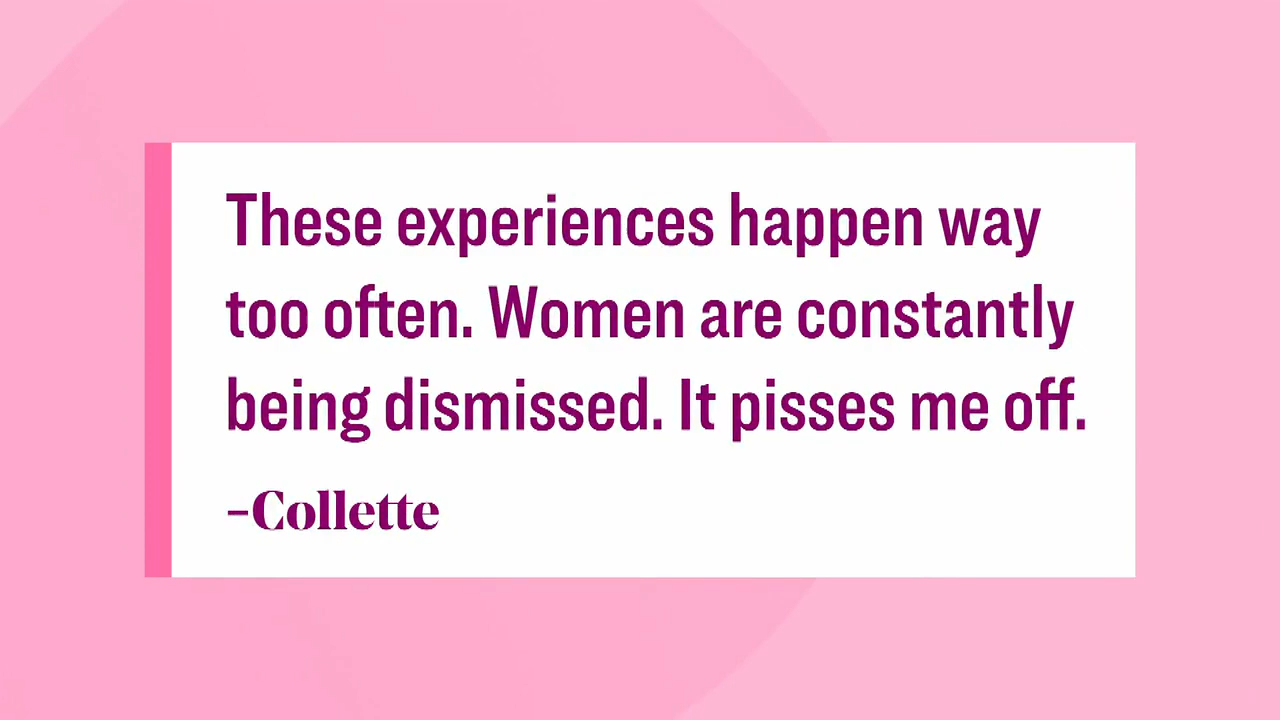 These experiences happen way
too often. Women are constantly
being dismissed. It pisses me off.
–Collette